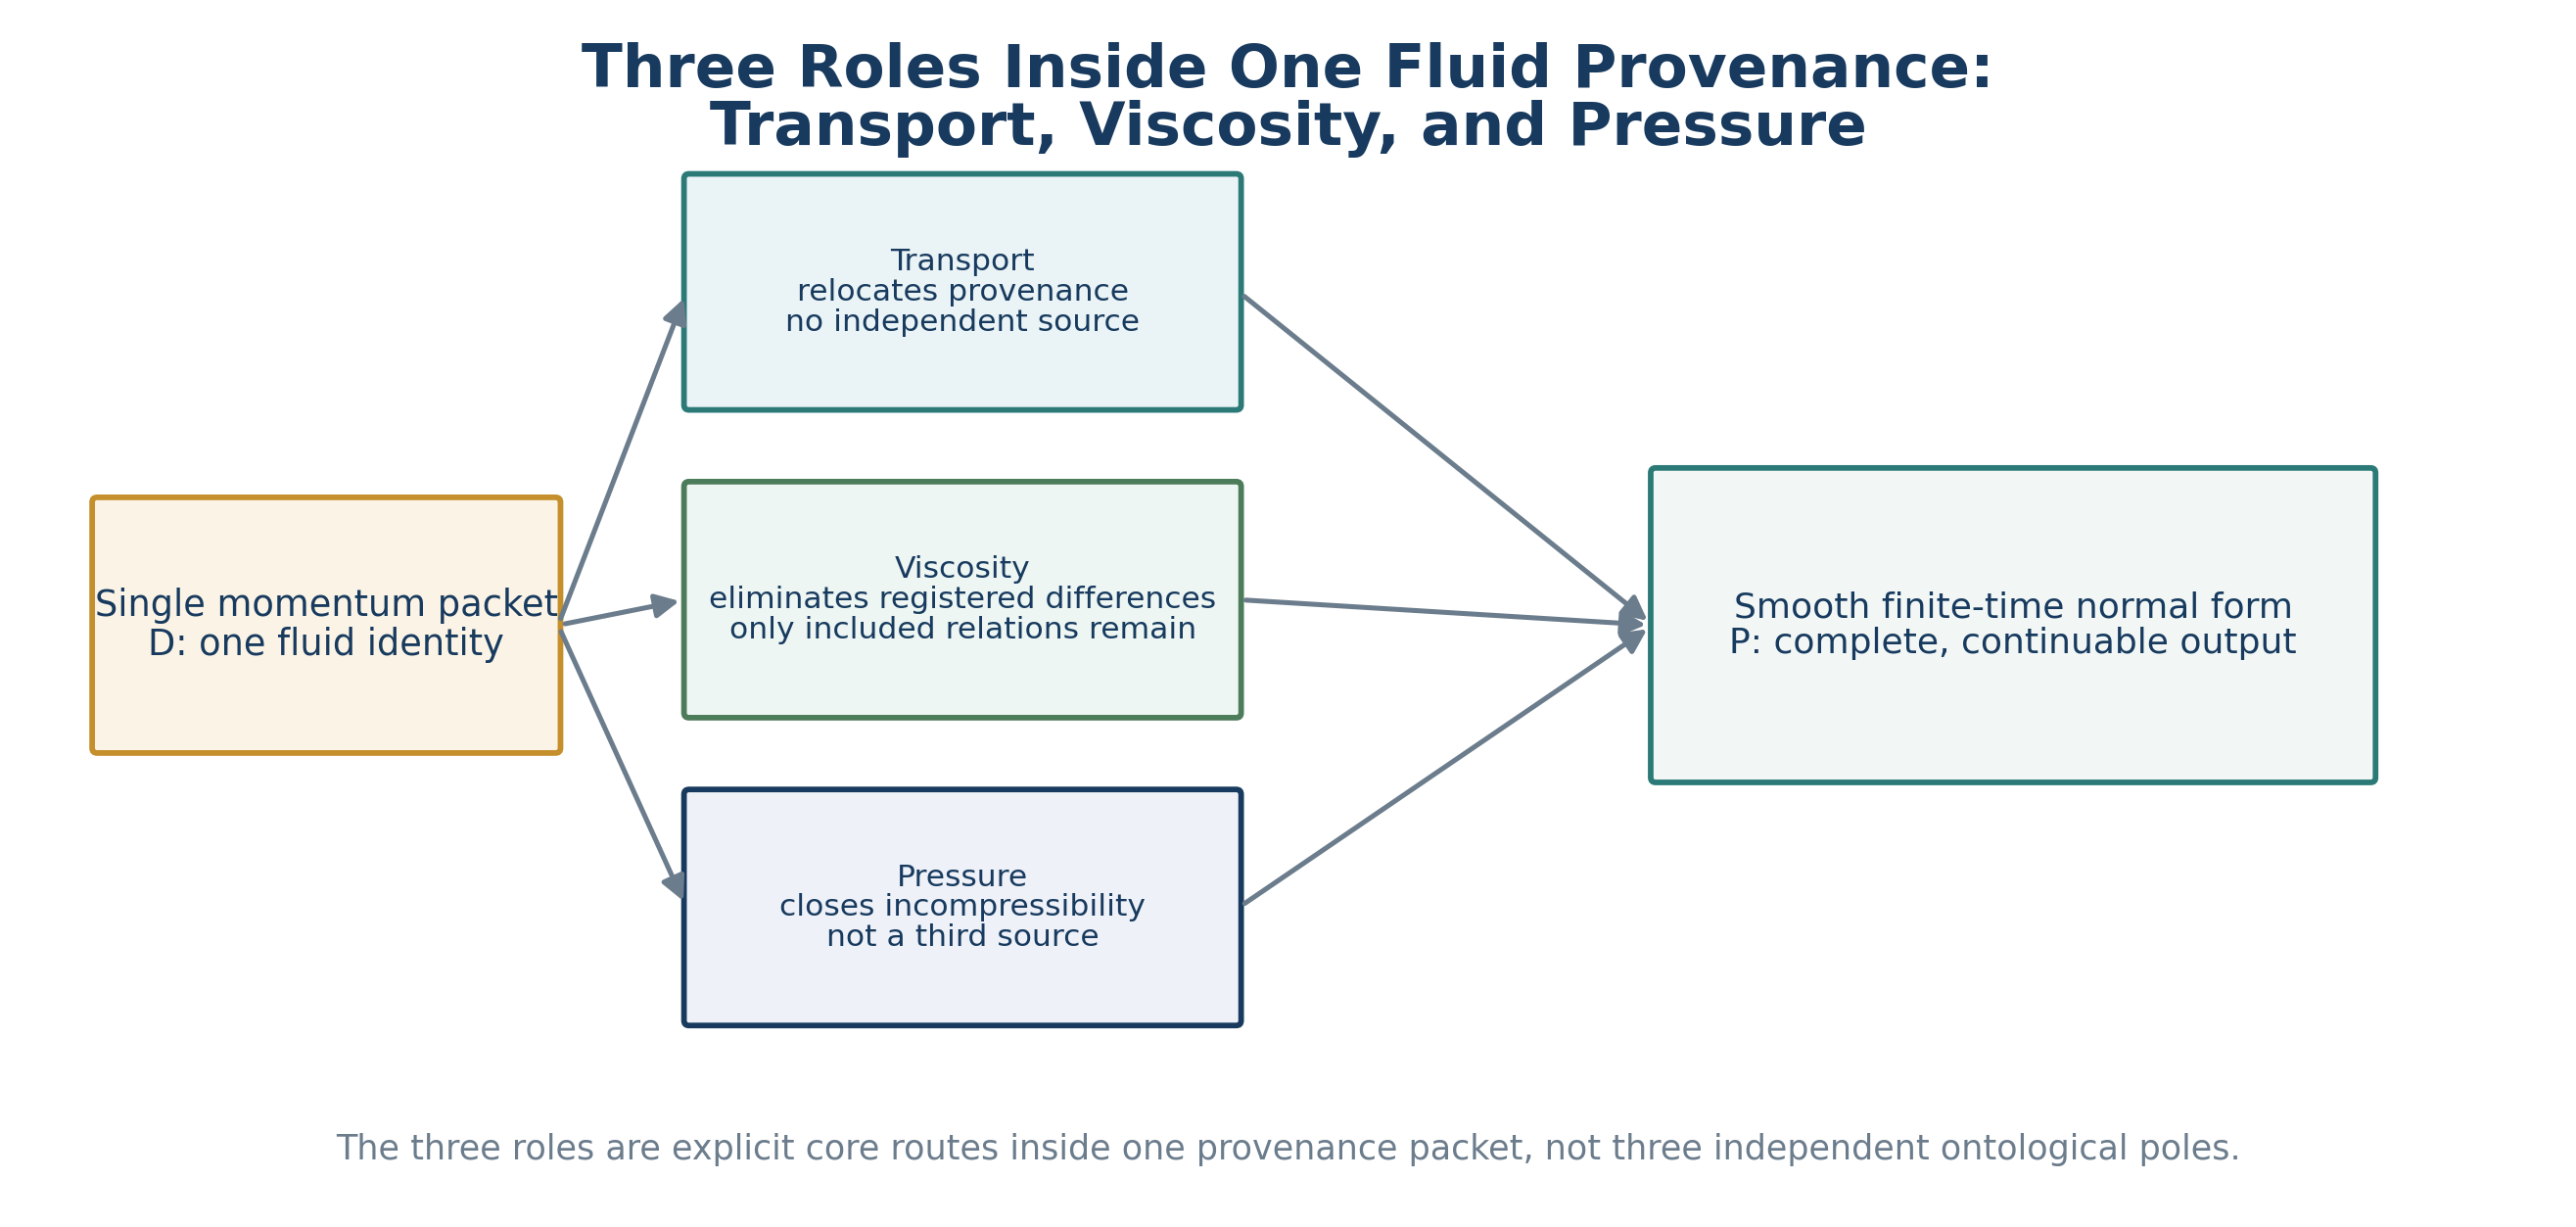 Three Roles Inside One Fluid Provenance:
Transport, Viscosity, and Pressure
Transport
relocates provenance
no independent source
Single momentum packet
D: one fluid identity
Viscosity
eliminates registered differences
only included relations remain
Smooth finite-time normal form
P: complete, continuable output
Pressure
closes incompressibility
not a third source
The three roles are explicit core routes inside one provenance packet, not three independent ontological poles.